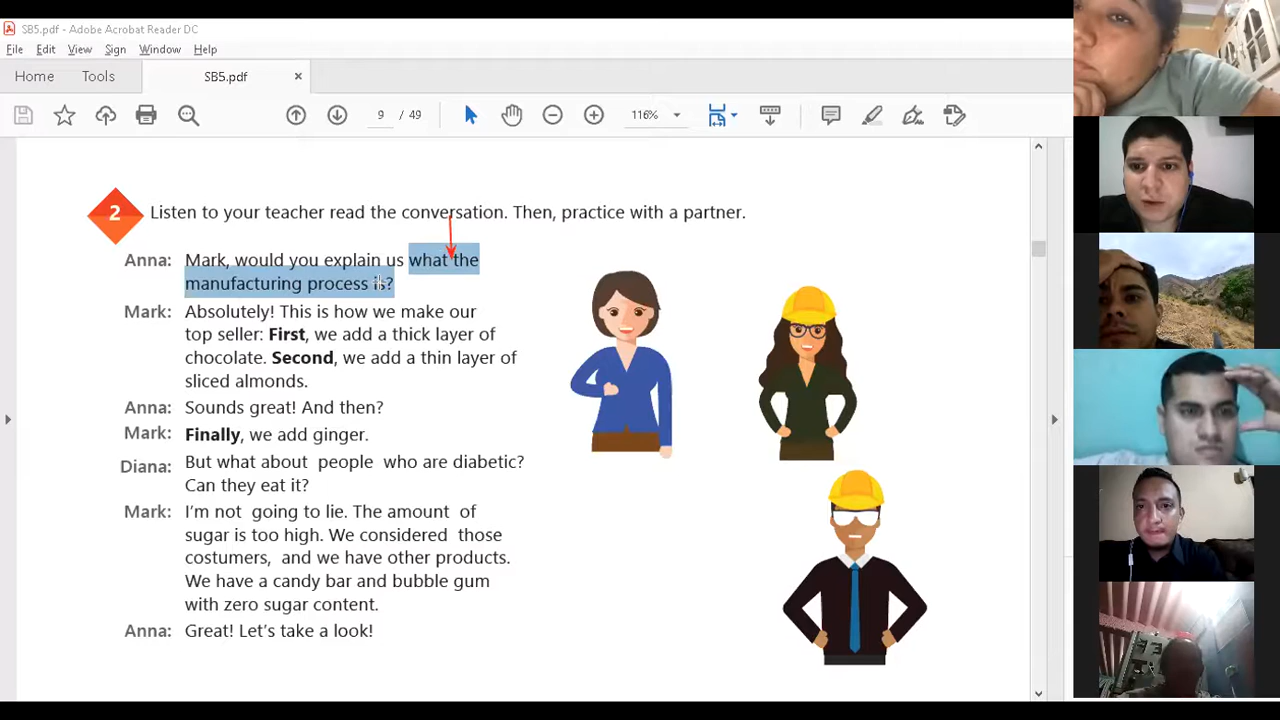 SB5.pdf - Adobe Acrobat Reader DC
File Edit View Sign Window Help
Home Tools SB5.pdf ×
9 / 49 116%
2 Listen to your teacher read the conversation. Then, practice with a partner.
Anna: Mark, would you explain us what the
manufacturing process is?
Mark: Absolutely! This is how we make our
top seller: First, we add a thick layer of
chocolate. Second, we add a thin layer of
sliced almonds.
Anna: Sounds great! And then?
Mark: Finally, we add ginger.
Diana: But what about people who are diabetic?
Can they eat it?
Mark: I'm not going to lie. The amount of
sugar is too high. We considered those
costumers, and we have other products.
We have a candy bar and bubble gum
with zero sugar content.
Anna: Great! Let's take a look!